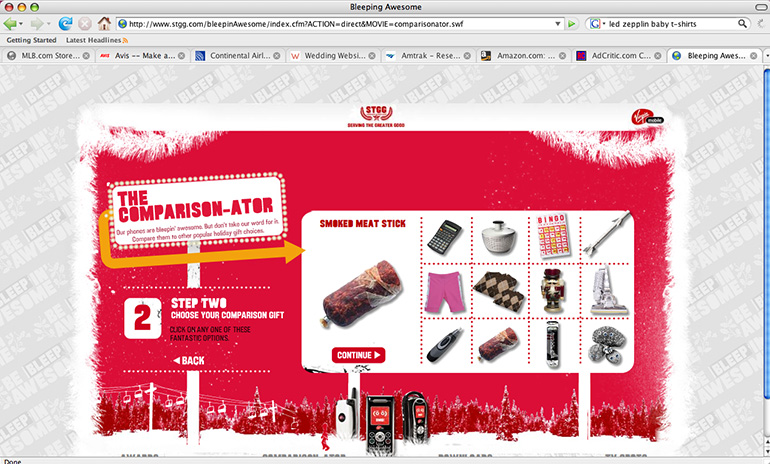 Bleeping Awesome
http://www.stgg.com/bleepinAwesome/index.cfm?ACTION=direct&MOVIE=comparisonator.swf
led zepplin baby t-shirts
Getting Started
Latest Headlines
MLB.com Store...
Avis -- Make a...
Continental Airl...
Wedding Websi...
Amtrak - Rese...
Amazon.com: ...
AdCritic.com C...
Bleeping Awes...
STGG
SERVING THE GREATER GOOD
Virgin
mobile
THE
COMPARISON-ATOR
Our phones are bleepin' awesome. But don't take our word for it.
Compare them to other popular holiday gift choices.
SMOKED MEAT STICK
BINGO
2
STEP TWO
CHOOSE YOUR COMPARISON GIFT
CLICK ON ANY ONE OF THESE
FANTASTIC OPTIONS.
BACK
CONTINUE
Done